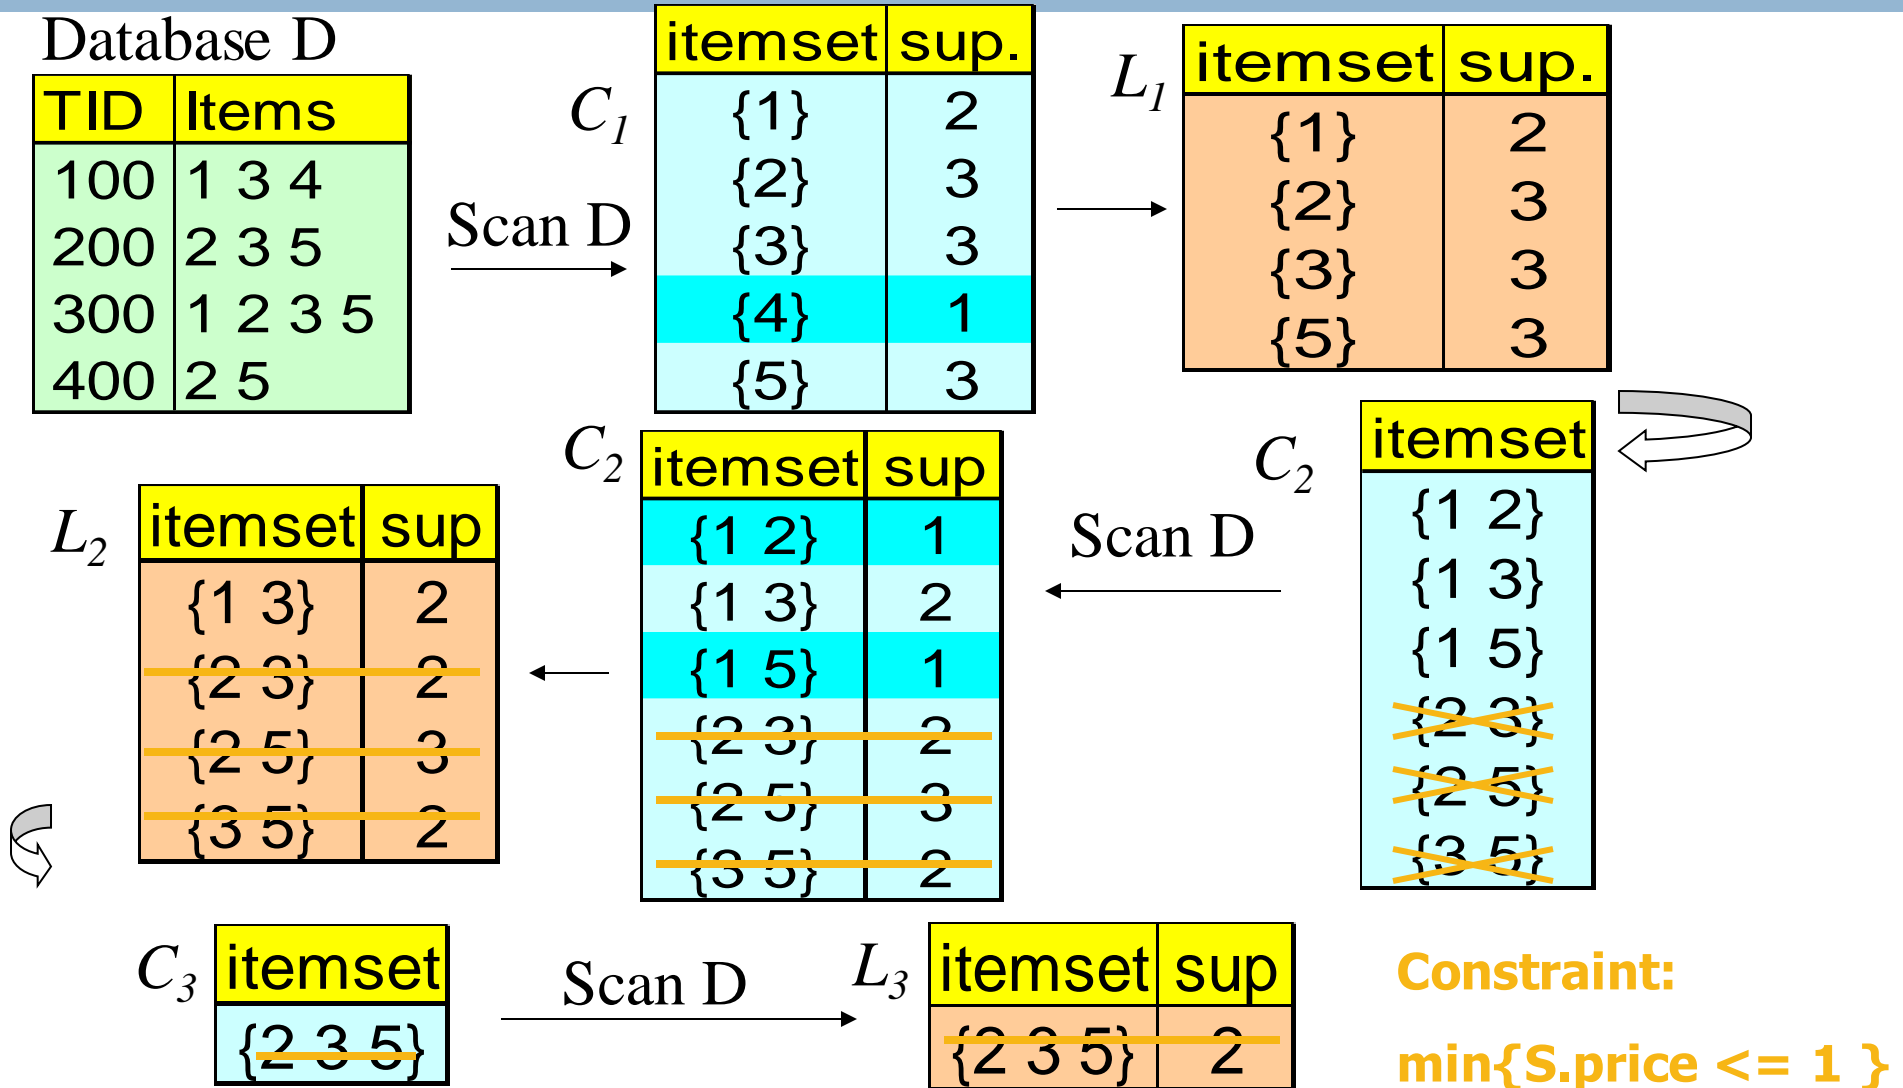 Database D
TID Items
100 1 3 4
200 2 3 5
300 1 2 3 5
400 2 5
Scan D
C1
itemset sup.
{1} 2
{2} 3
{3} 3
{4} 1
{5} 3
L1
itemset sup.
{1} 2
{2} 3
{3} 3
{5} 3
C2
itemset
{1 2}
{1 3}
{1 5}
{2 3}
{2 5}
{3 5}
Scan D
C2
itemset sup
{1 2} 1
{1 3} 2
{1 5} 1
{2 3} 2
{2 5} 3
{3 5} 2
L2
itemset sup
{1 3} 2
{2 3} 2
{2 5} 3
{3 5} 2
C3
itemset
{2 3 5}
Scan D
L3
itemset sup
{2 3 5} 2
Constraint:
min{S.price <= 1 }